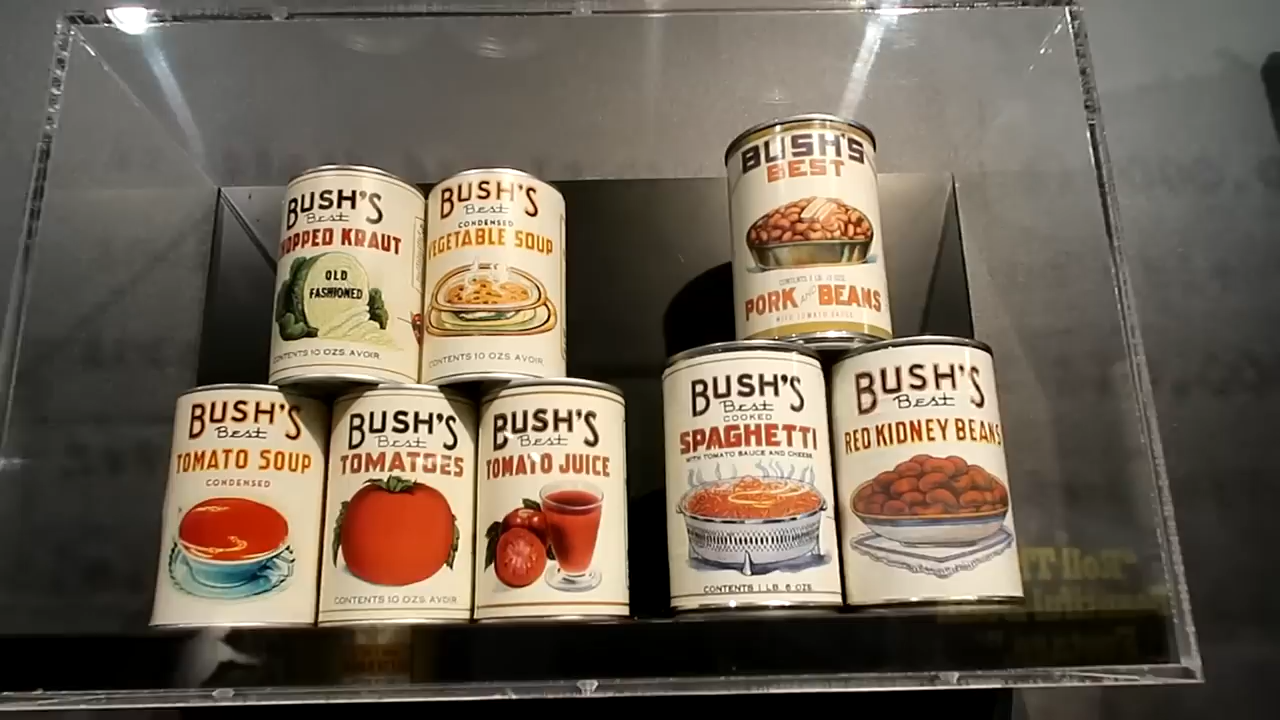 BUSH'S
Best
CHOPPED KRAUT
OLD
FASHIONED
CONTENTS 10 OZS. AVOIR.
BUSH'S
Best
CONDENSED
VEGETABLE SOUP
CONTENTS 10 OZS. AVOIR.
BUSH'S
BEST
PORK AND BEANS
WITH TOMATO SAUCE
BUSH'S
Best
TOMATO SOUP
CONDENSED
BUSH'S
Best
TOMATOES
CONTENTS 10 OZS. AVOIR.
BUSH'S
Best
TOMATO JUICE
BUSH'S
Best
COOKED
SPAGHETTI
WITH TOMATO SAUCE AND CHEESE
CONTENTS 1 LB. 6 OZS.
BUSH'S
Best
RED KIDNEY BEANS